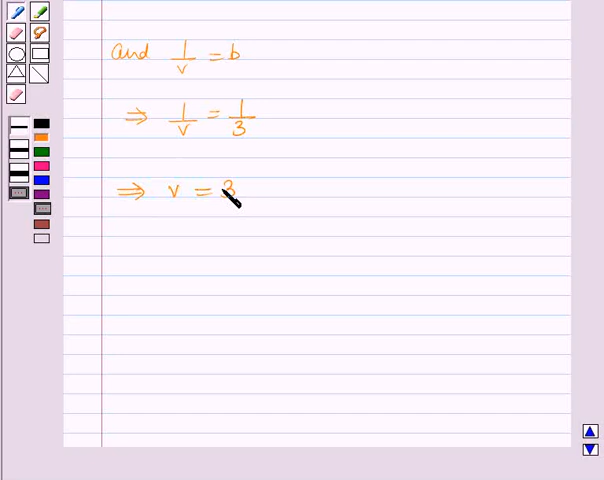 and 1/v = b
⇒ 1/v = 1/3
⇒ v = 3